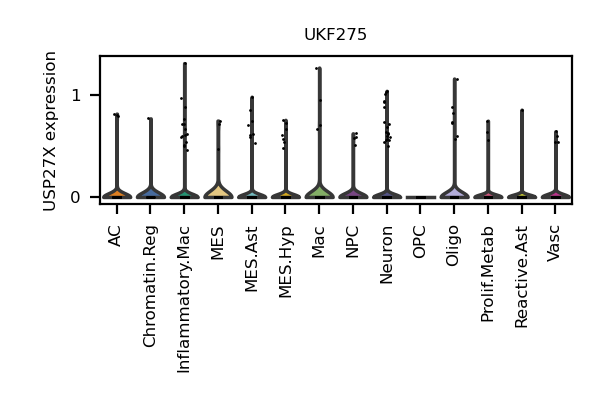 UKF275
USP27X expression
1
0
AC
Chromatin.Reg
Inflammatory.Mac
MES
MES.Ast
MES.Hyp
Mac
NPC
Neuron
OPC
Oligo
Prolif.Metab
Reactive.Ast
Vasc